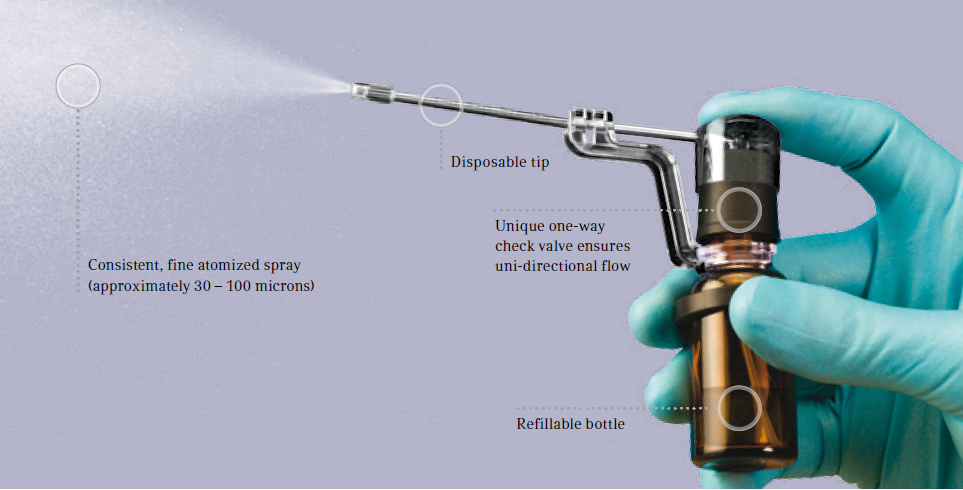 Disposable tip
Unique one-way
check valve ensures
uni-directional flow
Consistent, fine atomized spray
(approximately 30 – 100 microns)
Refillable bottle